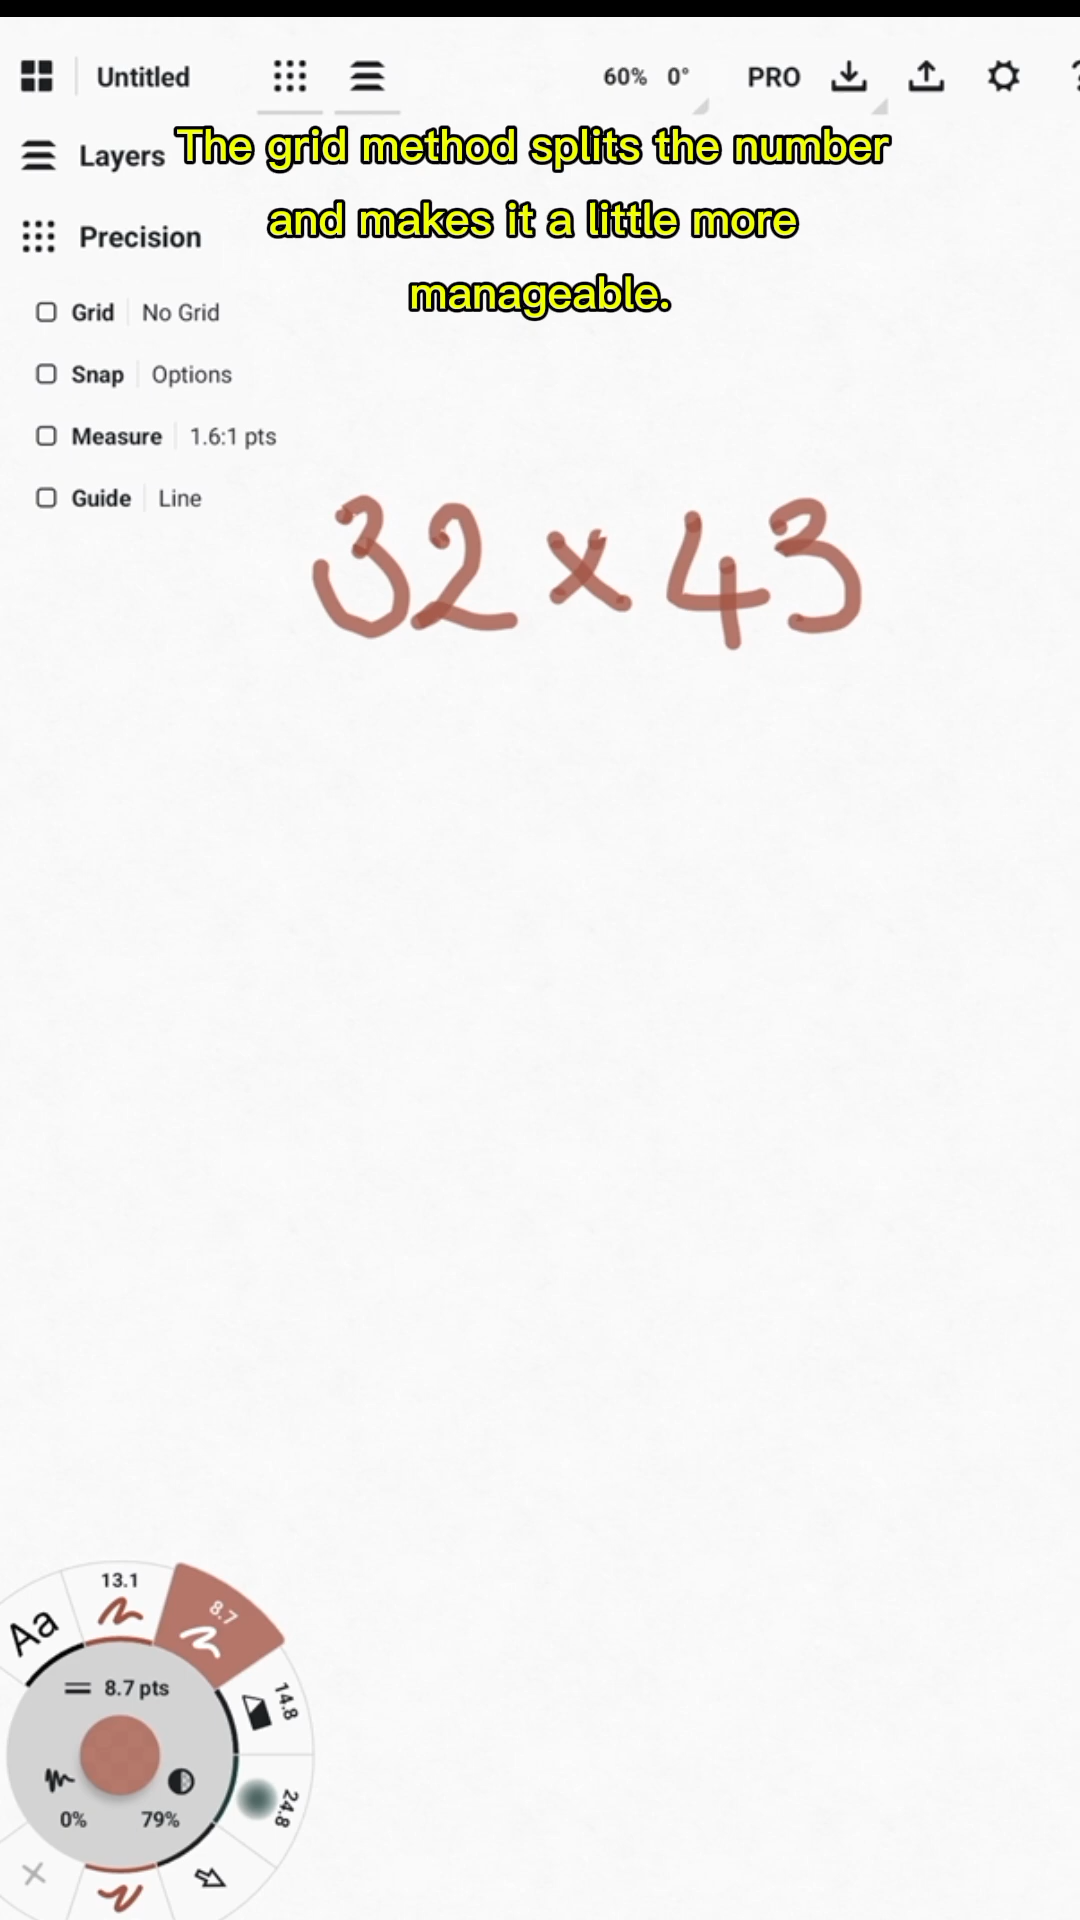 Untitled
60% 0° PRO
Layers
The grid method splits the number
and makes it a little more
manageable.
Precision
Grid No Grid
Snap Options
Measure 1.6:1 pts
Guide Line
32 x 43
13.1
8.7
Aa
8.7 pts
14.8
0% 79%
24.8